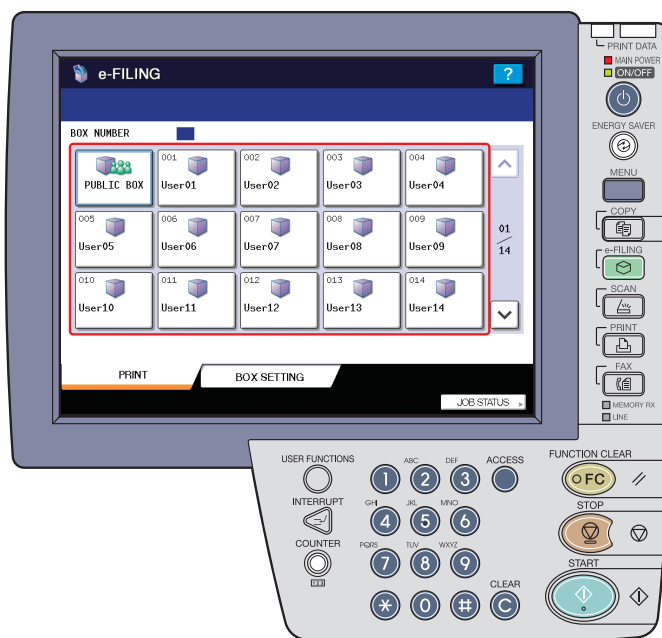 PRINT DATA
MAIN POWER
ON/OFF
e-FILING
?
BOX NUMBER
ENERGY SAVER
MENU
PUBLIC BOX
001 User01
002 User02
003 User03
004 User04
COPY
005 User05
006 User06
007 User07
008 User08
009 User09
01
14
e-FILING
010 User10
011 User11
012 User12
013 User13
014 User14
SCAN
PRINT
PRINT
BOX SETTING
FAX
JOB STATUS
MEMORY RX
LINE
USER FUNCTIONS
ABC
DEF
ACCESS
FUNCTION CLEAR
1
2
3
FC
INTERRUPT
GHI
JKL
MNO
STOP
4
5
6
COUNTER
PQRS
TUV
WXYZ
7
8
9
START
123
CLEAR
0
#
C